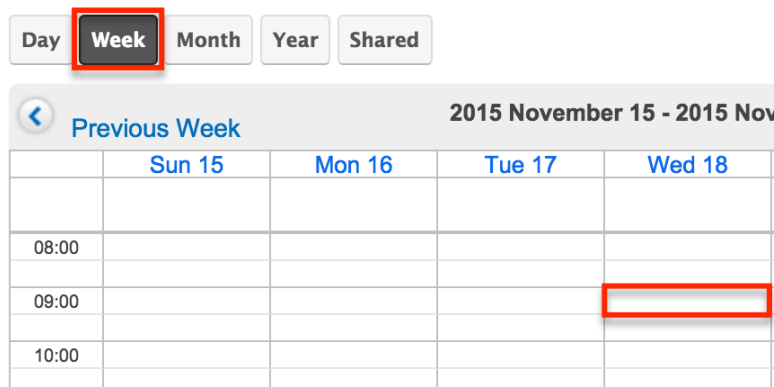 Day Week Month Year Shared
Previous Week 2015 November 15 - 2015
Sun 15 Mon 16 Tue 17 Wed 18
08:00
09:00
10:00